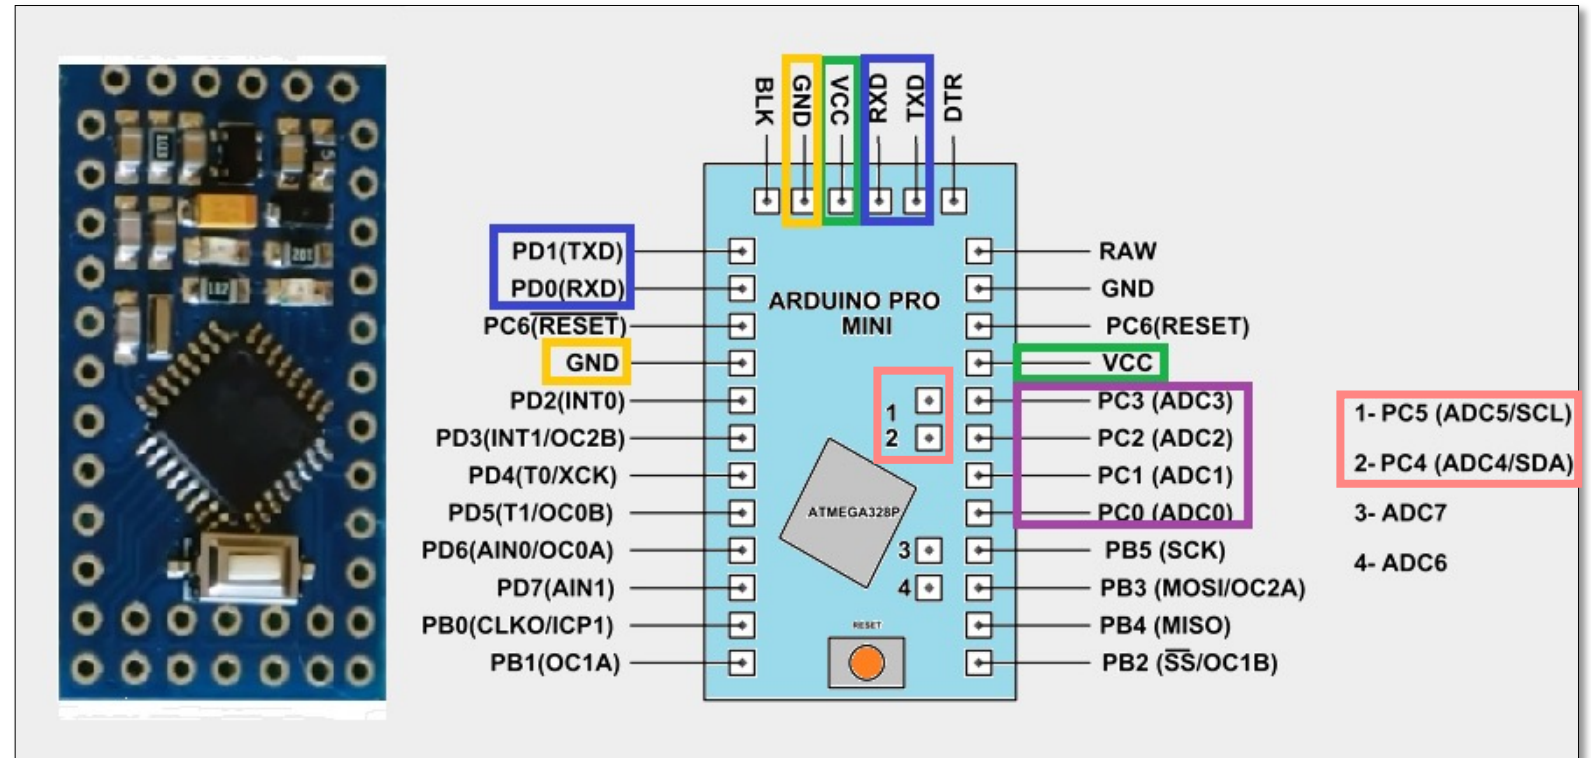 BLK
GND
VCC
RXD
TXD
DTR
PD1(TXD)
PD0(RXD)
PC6(RESET)
GND
PD2(INT0)
PD3(INT1/OC2B)
PD4(T0/XCK)
PD5(T1/OC0B)
PD6(AIN0/OC0A)
PD7(AIN1)
PB0(CLKO/ICP1)
PB1(OC1A)
ARDUINO PRO
MINI
1
2
ATMEGA328P
3
4
RESET
RAW
GND
PC6(RESET)
VCC
PC3 (ADC3)
PC2 (ADC2)
PC1 (ADC1)
PC0 (ADC0)
PB5 (SCK)
PB3 (MOSI/OC2A)
PB4 (MISO)
PB2 (SS/OC1B)
1- PC5 (ADC5/SCL)
2- PC4 (ADC4/SDA)
3- ADC7
4- ADC6